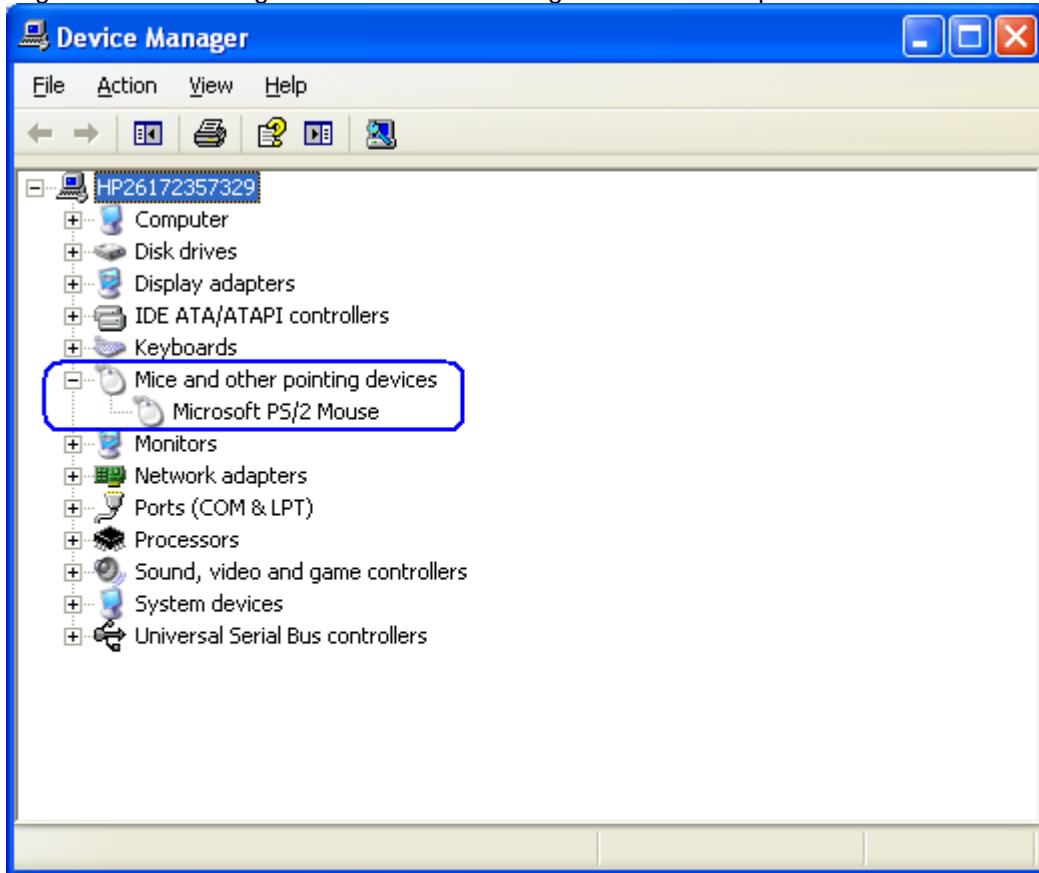 Device Manager
File Action View Help
HP26172357329
Computer
Disk drives
Display adapters
IDE ATA/ATAPI controllers
Keyboards
Mice and other pointing devices
Microsoft PS/2 Mouse
Monitors
Network adapters
Ports (COM & LPT)
Processors
Sound, video and game controllers
System devices
Universal Serial Bus controllers